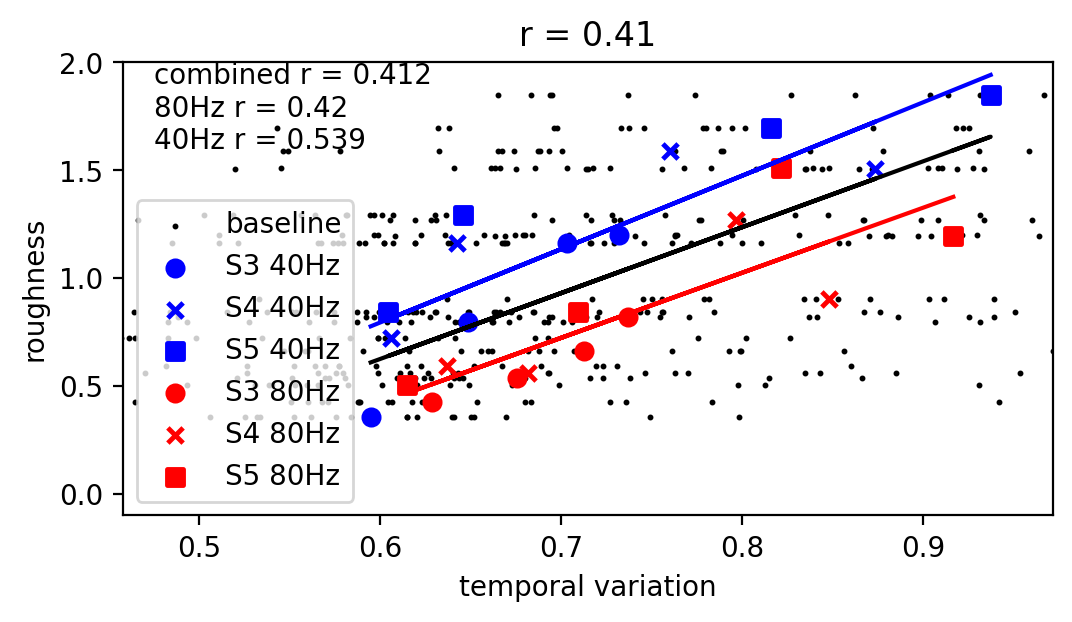 r = 0.41
combined r = 0.412
80Hz r = 0.42
40Hz r = 0.539
baseline
S3 40Hz
S4 40Hz
S5 40Hz
S3 80Hz
S4 80Hz
S5 80Hz
2.0
1.5
1.0
0.5
0.0
roughness
0.5 0.6 0.7 0.8 0.9
temporal variation